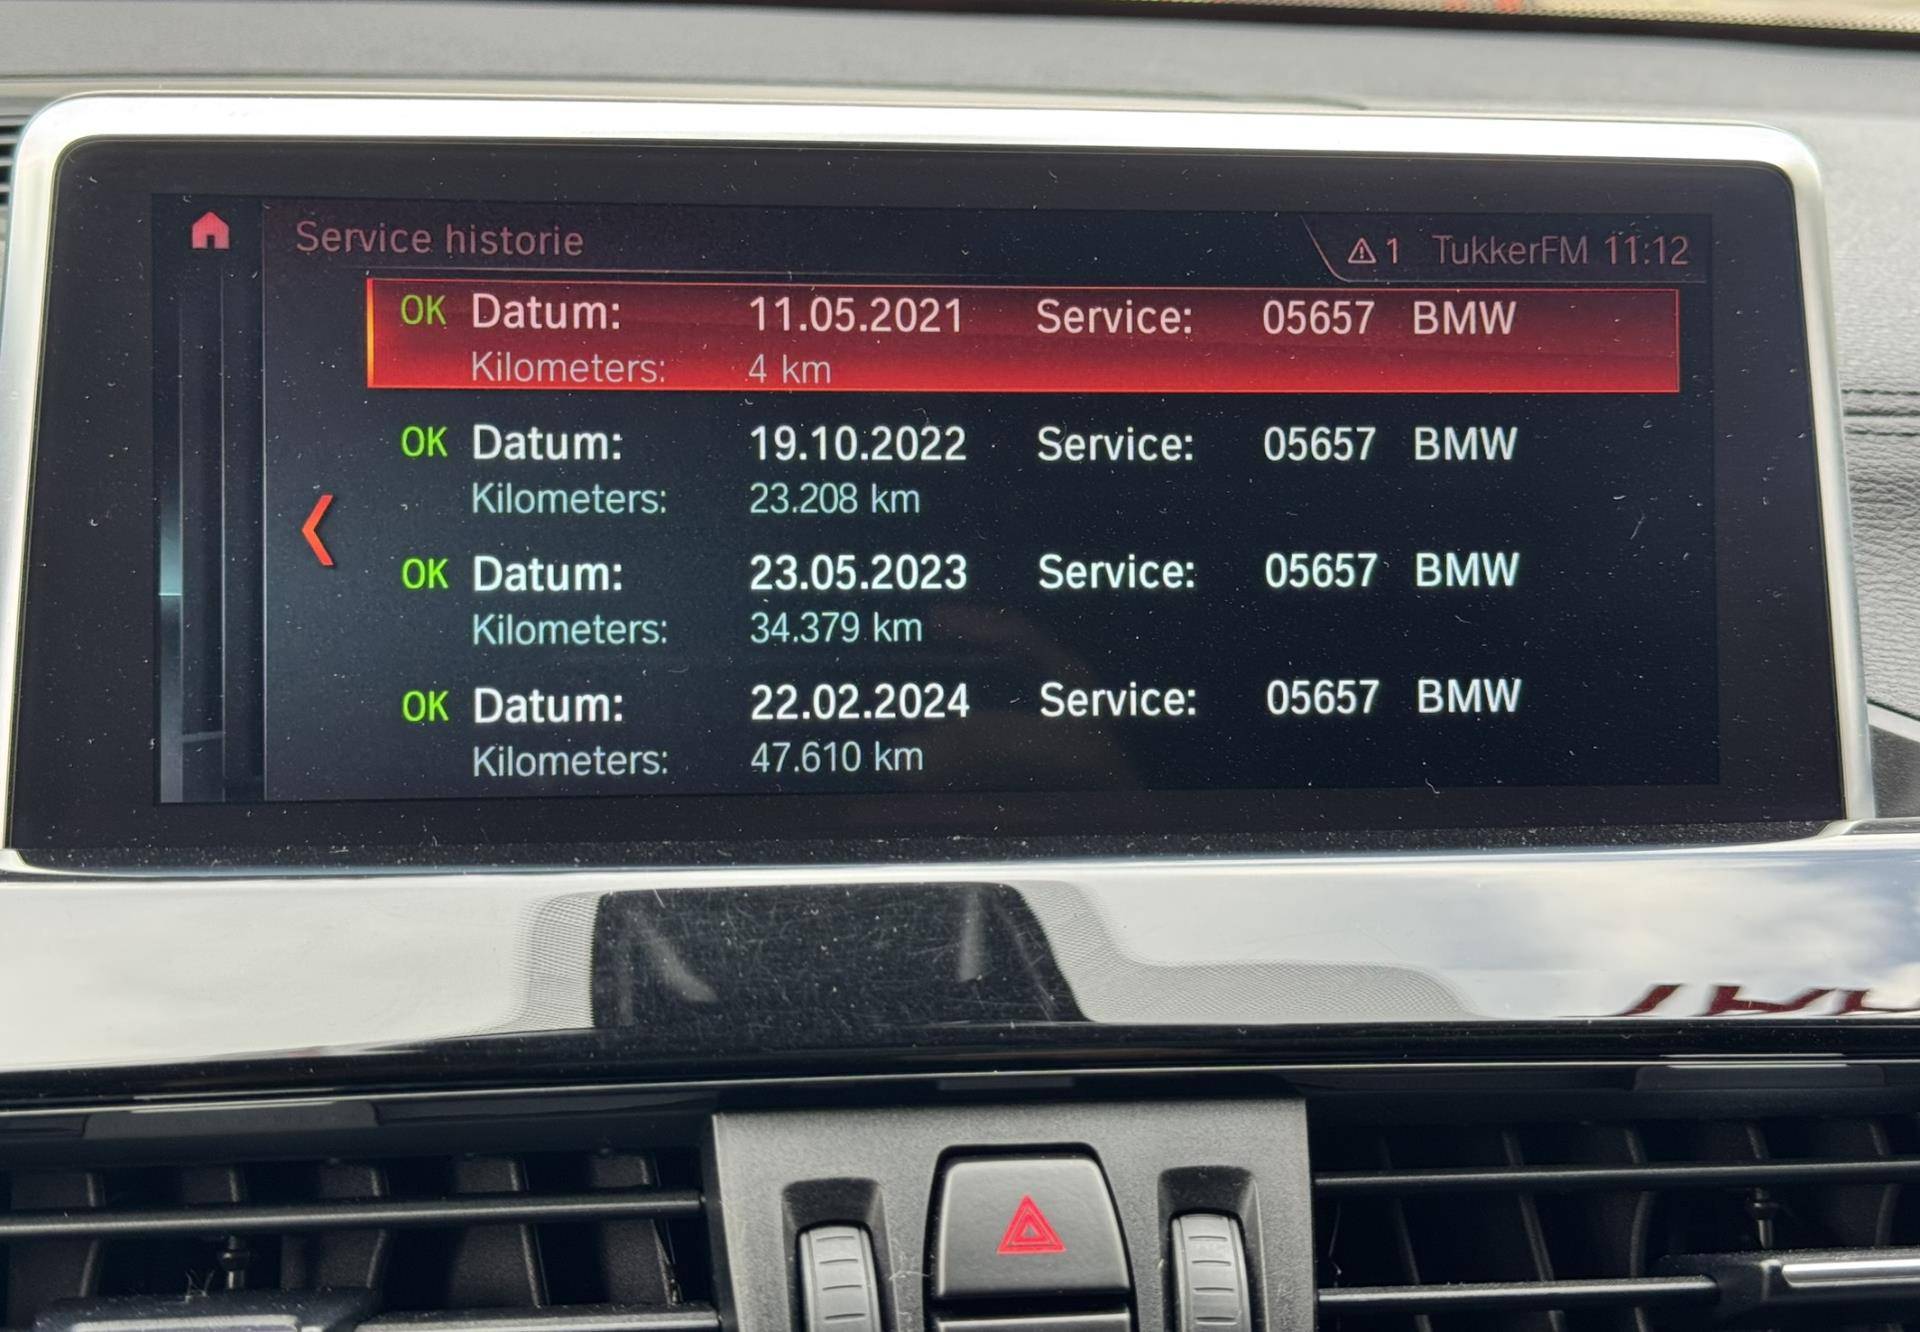 Service historie
1 TukkerFM 11:12
OK Datum: 11.05.2021 Service: 05657 BMW
Kilometers: 4 km
OK Datum: 19.10.2022 Service: 05657 BMW
Kilometers: 23.208 km
OK Datum: 23.05.2023 Service: 05657 BMW
Kilometers: 34.379 km
OK Datum: 22.02.2024 Service: 05657 BMW
Kilometers: 47.610 km